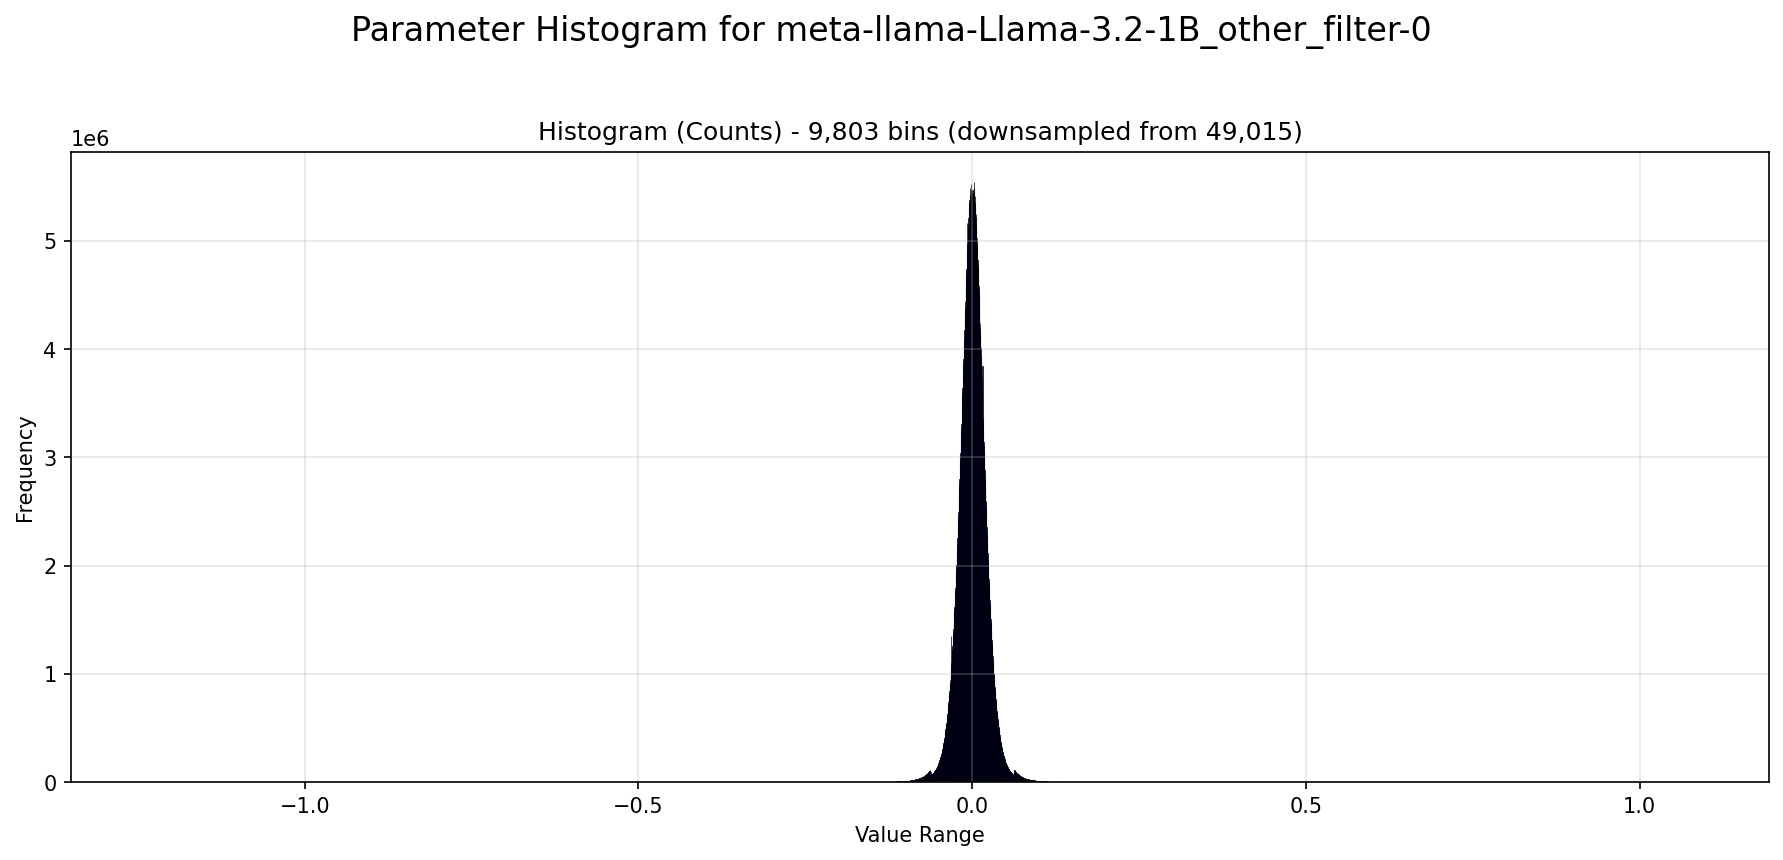 Parameter Histogram for meta-llama-Llama-3.2-1B_other_filter-0
Histogram (Counts) - 9,803 bins (downsampled from 49,015)
1e6
5
4
3
2
1
0
Frequency
−1.0
−0.5
0.0
0.5
1.0
Value Range